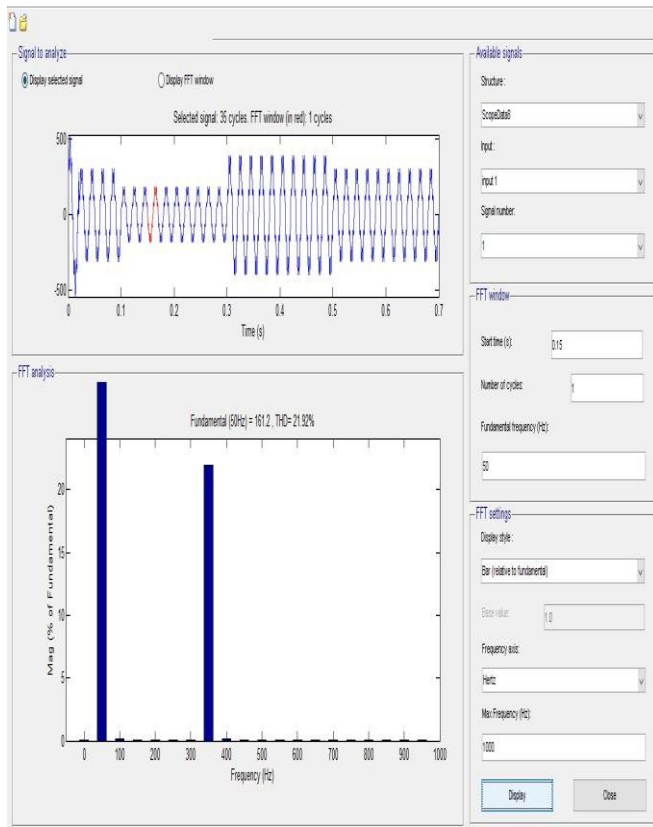 Signal to analyze
Display selected signal
Display FFT window
Selected signal: 35 cycles. FFT window (in red): 1 cycles
500
0
-500
0 0.1 0.2 0.3 0.4 0.5 0.6 0.7
Time (s)
FFT analysis
Fundamental (50Hz) = 161.2 , THD= 21.92%
20
15
10
5
0
Mag (% of Fundamental)
0 100 200 300 400 500 600 700 800 900 1000
Frequency (Hz)
Available signals
Structure :
ScopeData8
Input :
input 1
Signal number:
1
FFT window
Start time (s):
0.15
Number of cycles:
1
Fundamental frequency (Hz):
50
FFT settings
Display style :
Bar (relative to fundamental)
Base value:
1.0
Frequency axis:
Hertz
Max Frequency (Hz):
1000
Display
Close